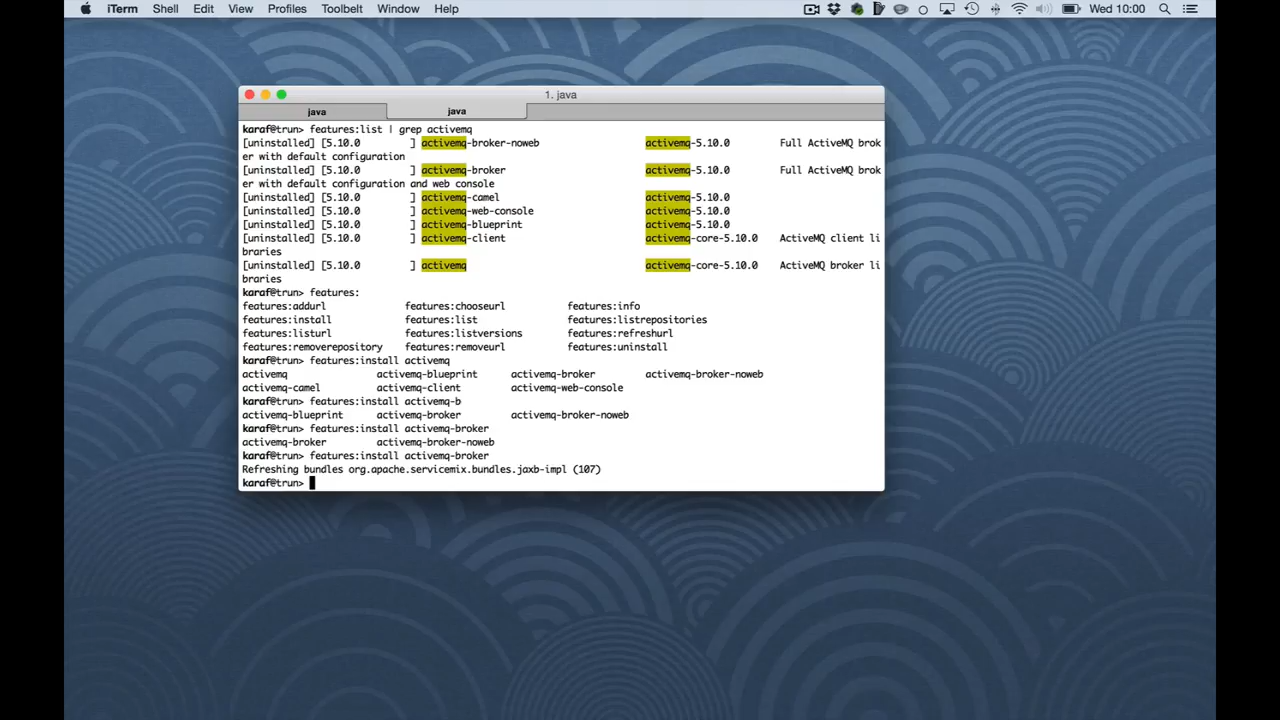 iTerm Shell Edit View Profiles Toolbelt Window Help Wed 10:00
1. java
java java
karaf@trun> features:list | grep activemq
[uninstalled] [5.10.0 ] activemq-broker-noweb activemq-5.10.0 Full ActiveMQ brok
er with default configuration
[uninstalled] [5.10.0 ] activemq-broker activemq-5.10.0 Full ActiveMQ brok
er with default configuration and web console
[uninstalled] [5.10.0 ] activemq-camel activemq-5.10.0
[uninstalled] [5.10.0 ] activemq-web-console activemq-5.10.0
[uninstalled] [5.10.0 ] activemq-blueprint activemq-5.10.0
[uninstalled] [5.10.0 ] activemq-client activemq-core-5.10.0 ActiveMQ client li
braries
[uninstalled] [5.10.0 ] activemq activemq-core-5.10.0 ActiveMQ broker li
braries
karaf@trun> features:
features:addurl features:chooseurl features:info
features:install features:list features:listrepositories
features:listurl features:listversions features:refreshurl
features:removerepository features:removeurl features:uninstall
karaf@trun> features:install activemq
activemq activemq-blueprint activemq-broker activemq-broker-noweb
activemq-camel activemq-client activemq-web-console
karaf@trun> features:install activemq-b
activemq-blueprint activemq-broker activemq-broker-noweb
karaf@trun> features:install activemq-broker
activemq-broker activemq-broker-noweb
karaf@trun> features:install activemq-broker
Refreshing bundles org.apache.servicemix.bundles.jaxb-impl (107)
karaf@trun>